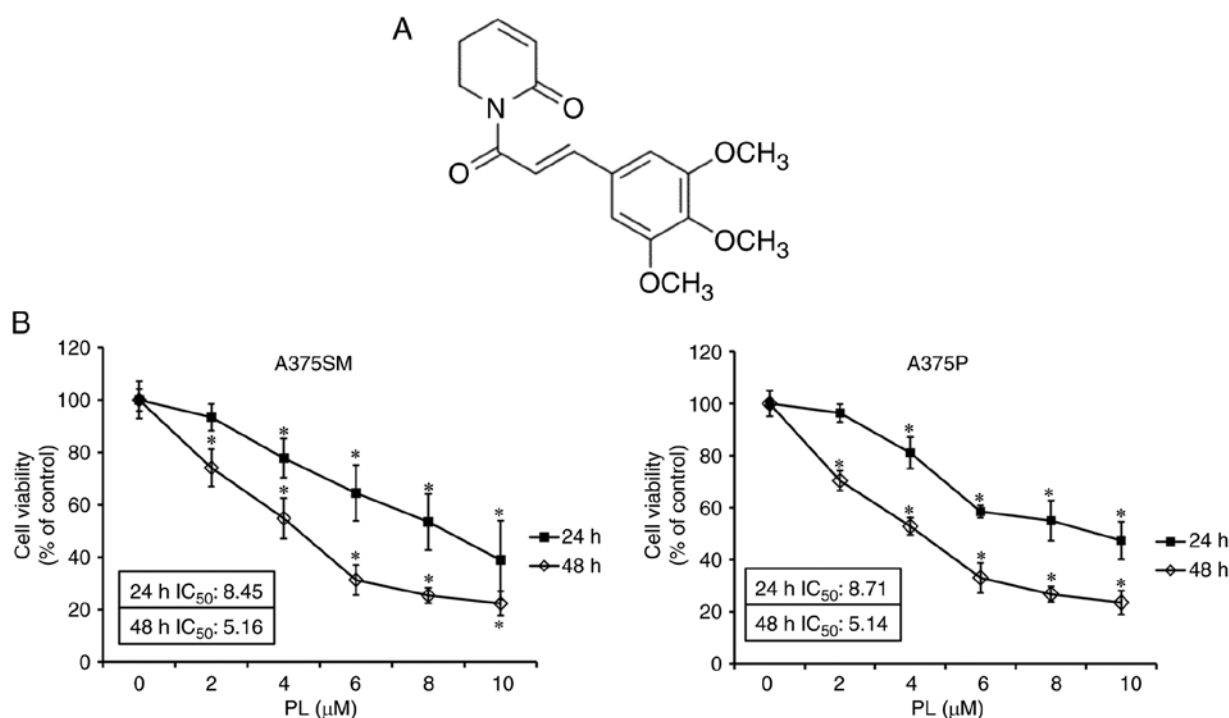 A
N
O
O
OCH3
OCH3
OCH3
B
A375SM
Cell viability
(% of control)
120
100
80
60
40
20
0
* * * *
* * * * *
24 h
48 h
24 h IC50: 8.45
48 h IC50: 5.16
0 2 4 6 8 10
PL (μM)
A375P
Cell viability
(% of control)
120
100
80
60
40
20
0
* * * *
* * * * *
24 h
48 h
24 h IC50: 8.71
48 h IC50: 5.14
0 2 4 6 8 10
PL (μM)